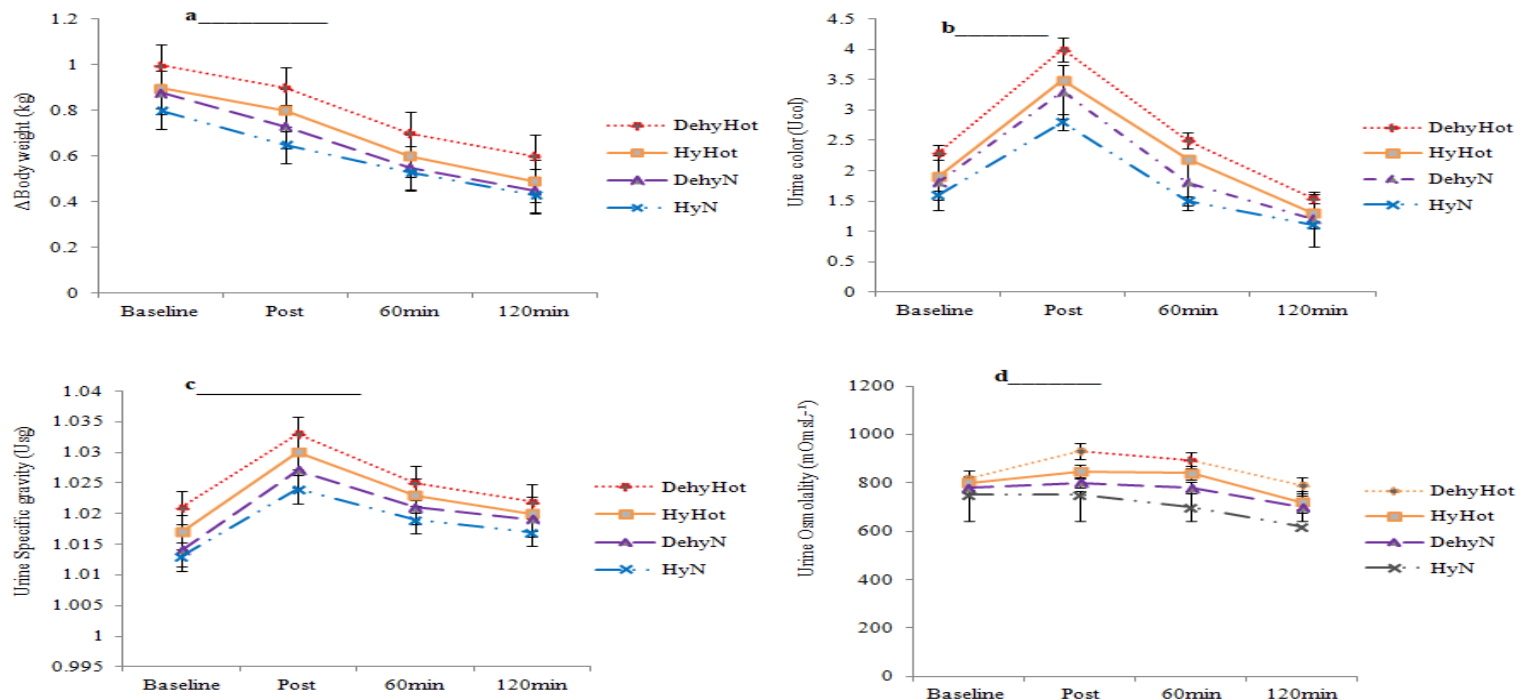 a
ΔBody weight (kg)
1.2
1
0.8
0.6
0.4
0.2
0
Baseline Post 60min 120min
DehyHot
HyHot
DehyN
HyN
b
Urine color (Ucol)
4.5
4
3.5
3
2.5
2
1.5
1
0.5
0
Baseline Post 60min 120min
DehyHot
HyHot
DehyN
HyN
c
Urine Specific gravity (Usg)
1.04
1.035
1.03
1.025
1.02
1.015
1.01
1.005
1
0.995
Baseline Post 60min 120min
DehyHot
HyHot
DehyN
HyN
d
Urine Osmolality (mOmsL⁻¹)
1200
1000
800
600
400
200
0
Baseline Post 60min 120min
DehyHot
HyHot
DehyN
HyN